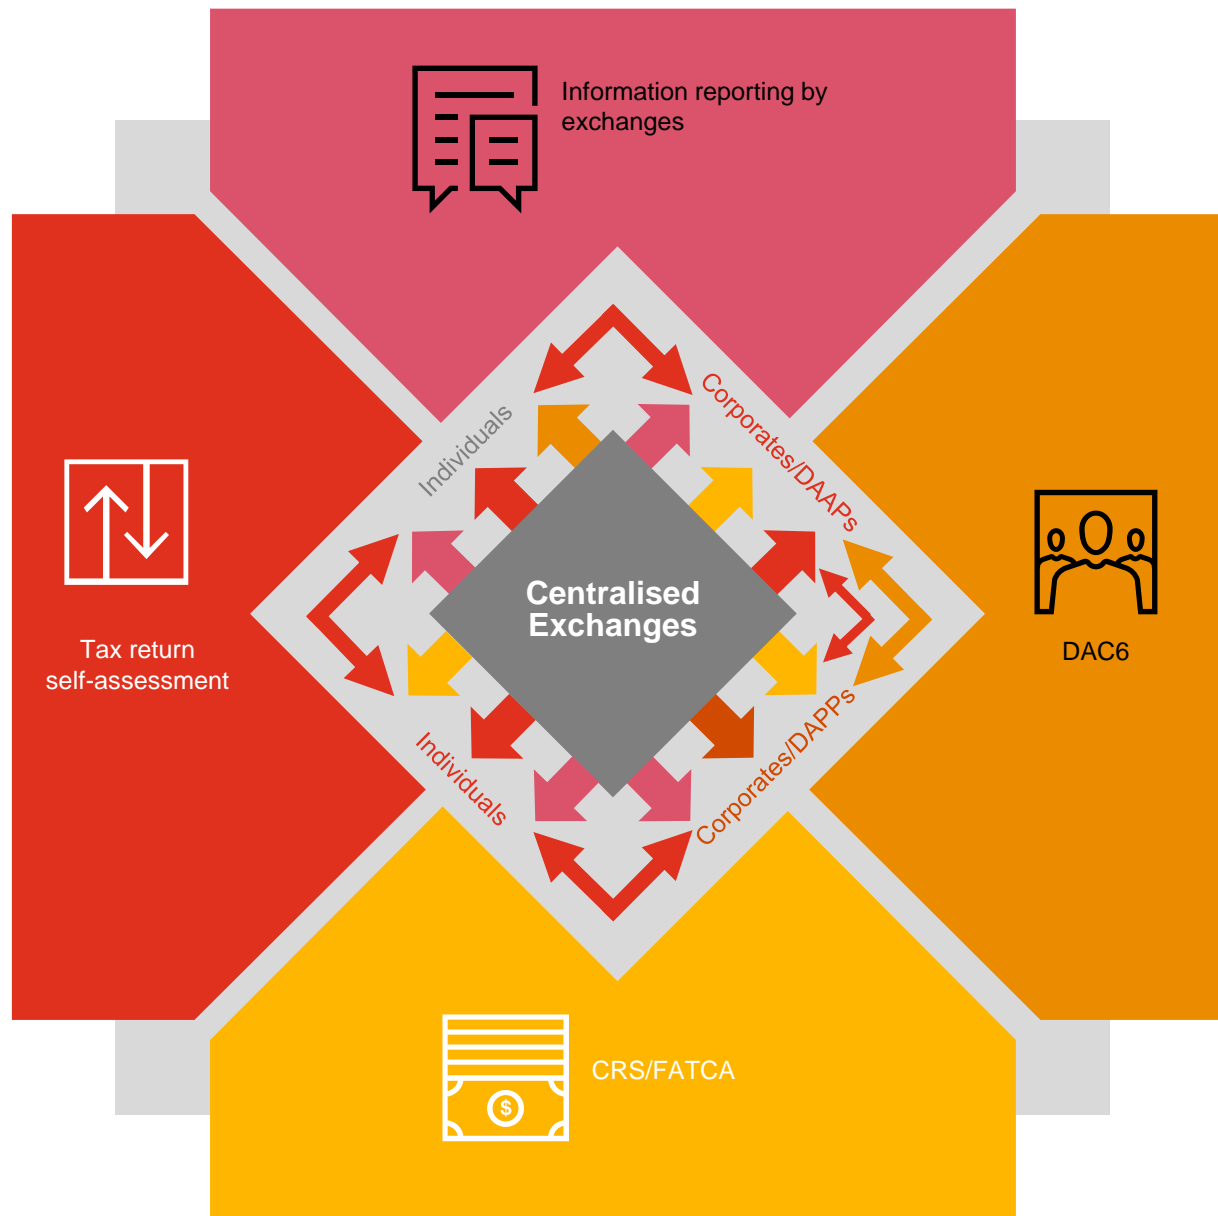 Information reporting by
exchanges
Individuals
Corporates/DAAPs
Centralised
Exchanges
Tax return
self-assessment
DAC6
Individuals
Corporates/DAPPs
CRS/FATCA
$